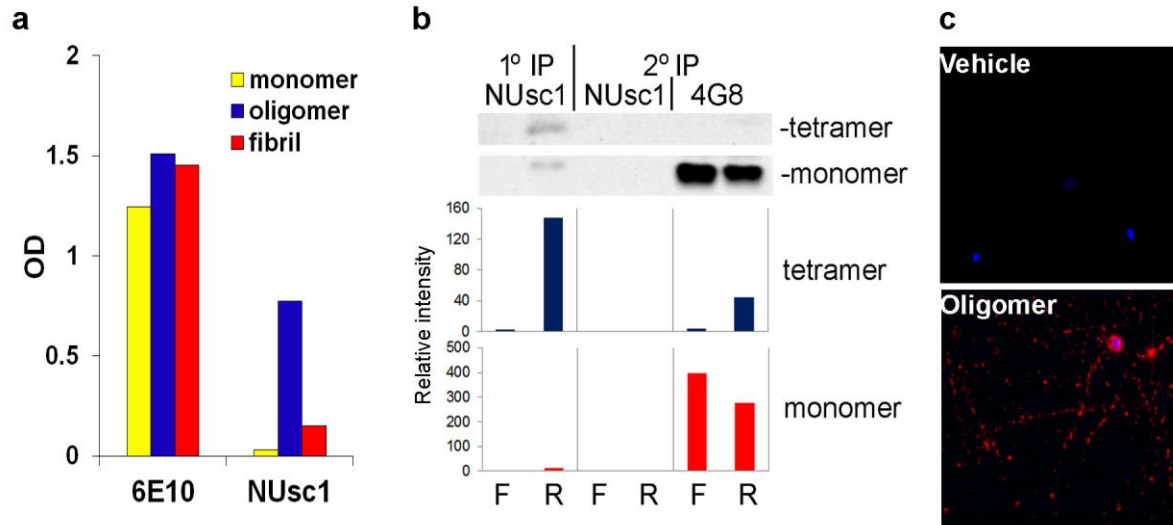 a
2
1.5
1
0.5
0
OD
monomer
oligomer
fibril
6E10 NUsc1
b
1º IP 2º IP
NUsc1 NUsc1 4G8
-tetramer
-monomer
Relative intensity
160
120
80
40
0
tetramer
500
400
300
200
100
0
monomer
F R F R F R
c
Vehicle
Oligomer